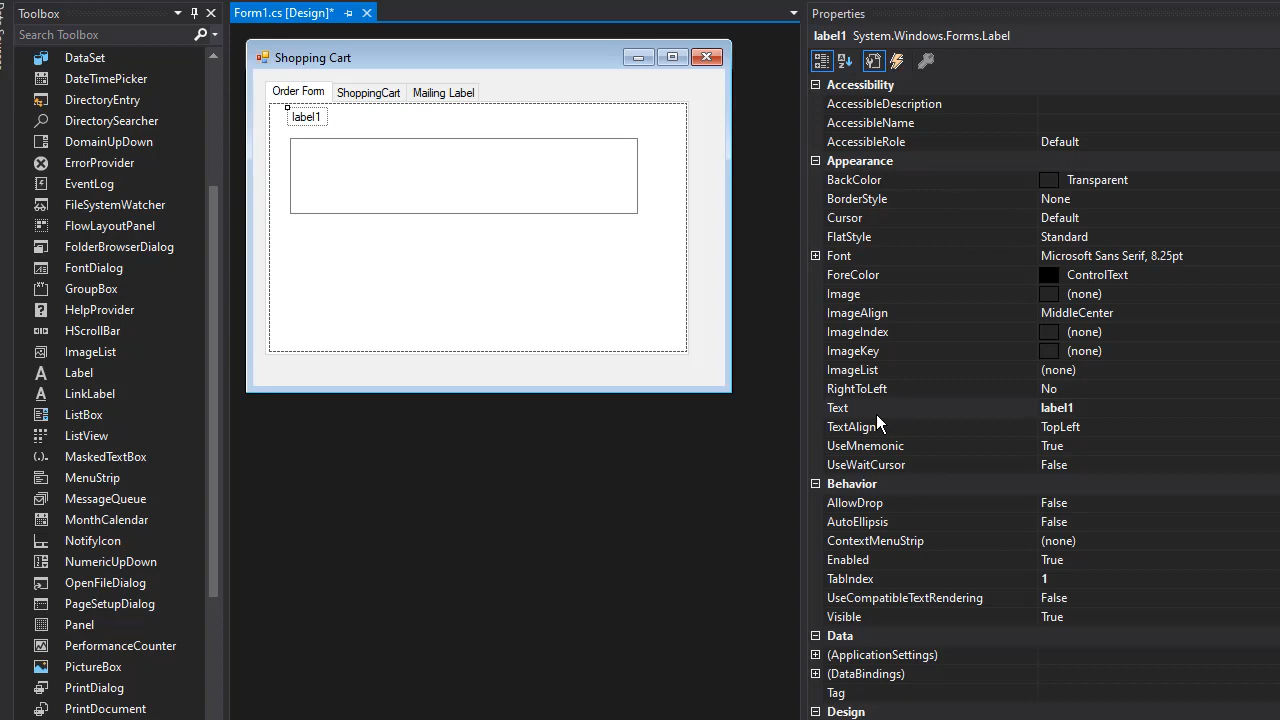 Toolbox
Search Toolbox
DataSet
DateTimePicker
DirectoryEntry
DirectorySearcher
DomainUpDown
ErrorProvider
EventLog
FileSystemWatcher
FlowLayoutPanel
FolderBrowserDialog
FontDialog
GroupBox
HelpProvider
HScrollBar
ImageList
Label
LinkLabel
ListBox
ListView
MaskedTextBox
MenuStrip
MessageQueue
MonthCalendar
NotifyIcon
NumericUpDown
OpenFileDialog
PageSetupDialog
Panel
PerformanceCounter
PictureBox
PrintDialog
PrintDocument
Form1.cs [Design]*
Shopping Cart
Order Form ShoppingCart Mailing Label
label1
Properties
label1 System.Windows.Forms.Label
Accessibility
AccessibleDescription
AccessibleName
AccessibleRole Default
Appearance
BackColor Transparent
BorderStyle None
Cursor Default
FlatStyle Standard
Font Microsoft Sans Serif, 8.25pt
ForeColor ControlText
Image (none)
ImageAlign MiddleCenter
ImageIndex (none)
ImageKey (none)
ImageList (none)
RightToLeft No
Text label1
TextAlign TopLeft
UseMnemonic True
UseWaitCursor False
Behavior
AllowDrop False
AutoEllipsis False
ContextMenuStrip (none)
Enabled True
TabIndex 1
UseCompatibleTextRendering False
Visible True
Data
(ApplicationSettings)
(DataBindings)
Tag
Design